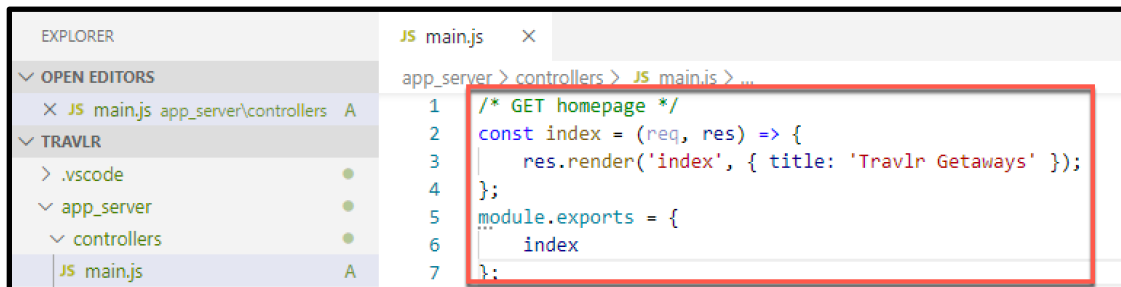 EXPLORER
OPEN EDITORS
JS main.js app_server\controllers A
TRAVLR
.vscode
app_server
controllers
JS main.js A
JS main.js
app_server > controllers > JS main.js > ...
1 /* GET homepage */
2 const index = (req, res) => {
3 res.render('index', { title: 'Travlr Getaways' });
4 };
5 module.exports = {
6 index
7 };